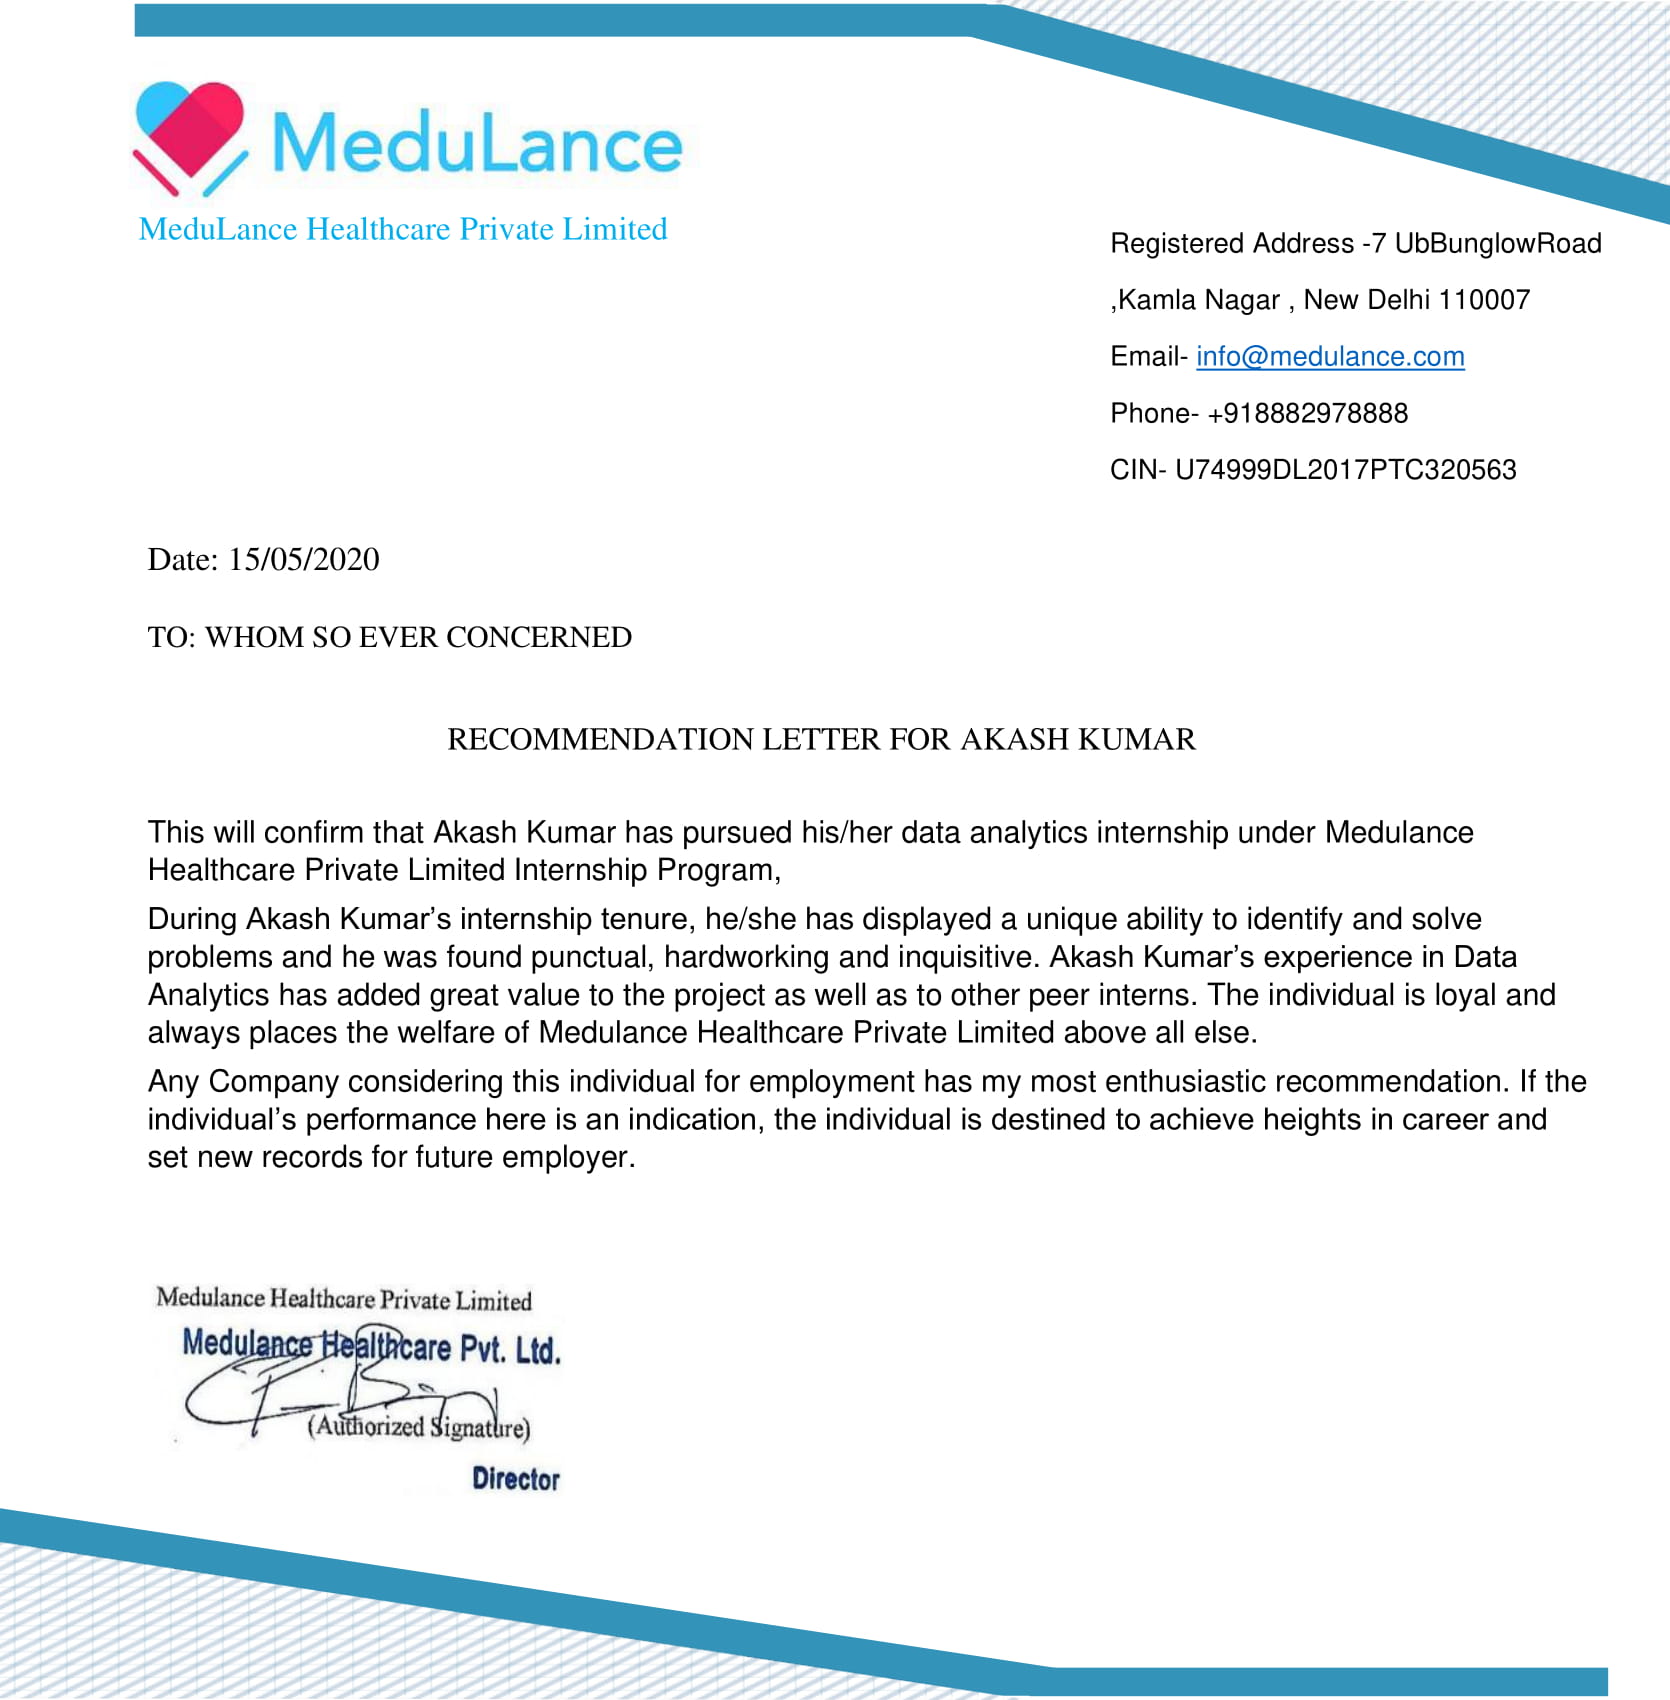 MeduLance
MeduLance Healthcare Private Limited
Registered Address -7 UbBunglowRoad
,Kamla Nagar , New Delhi 110007
Email- info@medulance.com
Phone- +918882978888
CIN- U74999DL2017PTC320563
Date: 15/05/2020
TO: WHOM SO EVER CONCERNED
RECOMMENDATION LETTER FOR AKASH KUMAR
This will confirm that Akash Kumar has pursued his/her data analytics internship under Medulance
Healthcare Private Limited Internship Program,
During Akash Kumar’s internship tenure, he/she has displayed a unique ability to identify and solve
problems and he was found punctual, hardworking and inquisitive. Akash Kumar’s experience in Data
Analytics has added great value to the project as well as to other peer interns. The individual is loyal and
always places the welfare of Medulance Healthcare Private Limited above all else.
Any Company considering this individual for employment has my most enthusiastic recommendation. If the
individual’s performance here is an indication, the individual is destined to achieve heights in career and
set new records for future employer.
Medulance Healthcare Private Limited
Medulance Healthcare Pvt. Ltd.
(Authorized Signature)
Director